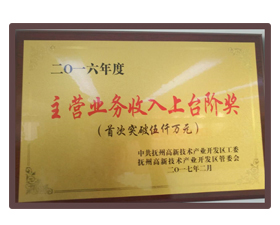 二〇一六年度
主营业务收入上台阶奖
(首次突破伍仟万元)
中共抚州高新技术产业开发区工委
抚州高新技术产业开发区管委会
二〇一七年二月